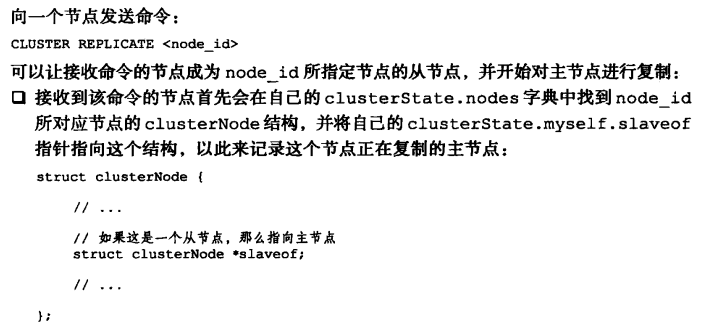 向一个节点发送命令：
CLUSTER REPLICATE <node_id>
可以让接收命令的节点成为 node_id 所指定节点的从节点，并开始对主节点进行复制：
❑ 接收到该命令的节点首先会在自己的 clusterState.nodes 字典中找到 node_id
所对应节点的 clusterNode 结构，并将自己的 clusterState.myself.slaveof
指针指向这个结构，以此来记录这个节点正在复制的主节点：
struct clusterNode {
// ...
// 如果这是一个从节点，那么指向主节点
struct clusterNode *slaveof;
// ...
};